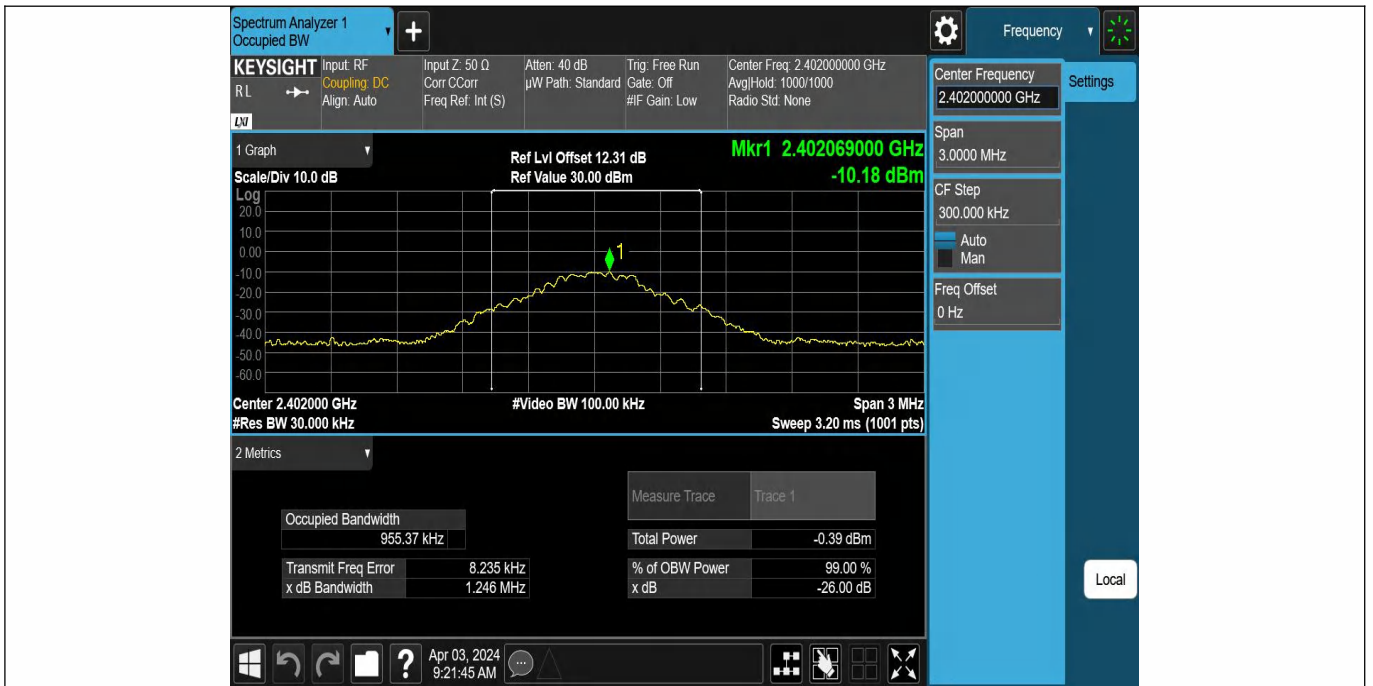 Spectrum Analyzer 1
Occupied BW
+
Frequency
KEYSIGHT
RL
LXI
Input: RF
Coupling: DC
Align: Auto
Input Z: 50 Ω
Corr CCorr
Freq Ref: Int (S)
Atten: 40 dB
µW Path: Standard
Trig: Free Run
Gate: Off
#IF Gain: Low
Center Freq: 2.402000000 GHz
Avg|Hold: 1000/1000
Radio Std: None
Center Frequency
2.402000000 GHz
Settings
Span
3.0000 MHz
CF Step
300.000 kHz
Auto
Man
Freq Offset
0 Hz
Local
1 Graph
Scale/Div 10.0 dB
Ref Lvl Offset 12.31 dB
Ref Value 30.00 dBm
Mkr1 2.402069000 GHz
-10.18 dBm
Log
20.0
10.0
0.00
-10.0
-20.0
-30.0
-40.0
-50.0
-60.0
1
Center 2.402000 GHz
#Video BW 100.00 kHz
Span 3 MHz
#Res BW 30.000 kHz
Sweep 3.20 ms (1001 pts)
2 Metrics
Measure Trace Trace 1
Occupied Bandwidth
955.37 kHz
Total Power -0.39 dBm
Transmit Freq Error 8.235 kHz
% of OBW Power 99.00 %
x dB Bandwidth 1.246 MHz
x dB -26.00 dB
?
Apr 03, 2024
9:21:45 AM